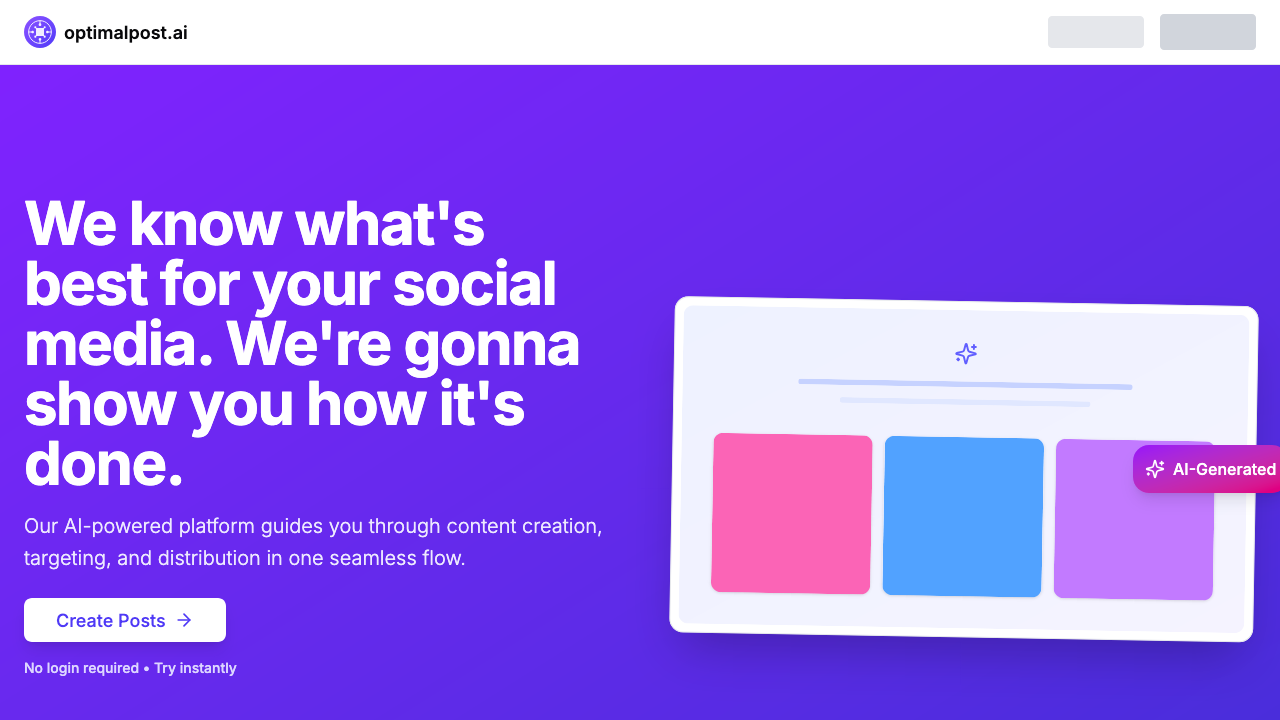 optimalpost.ai
We know what's
best for your social
media. We're gonna
show you how it's
done.
Our AI-powered platform guides you through content creation,
targeting, and distribution in one seamless flow.
Create Posts
No login required • Try instantly
AI-Generated